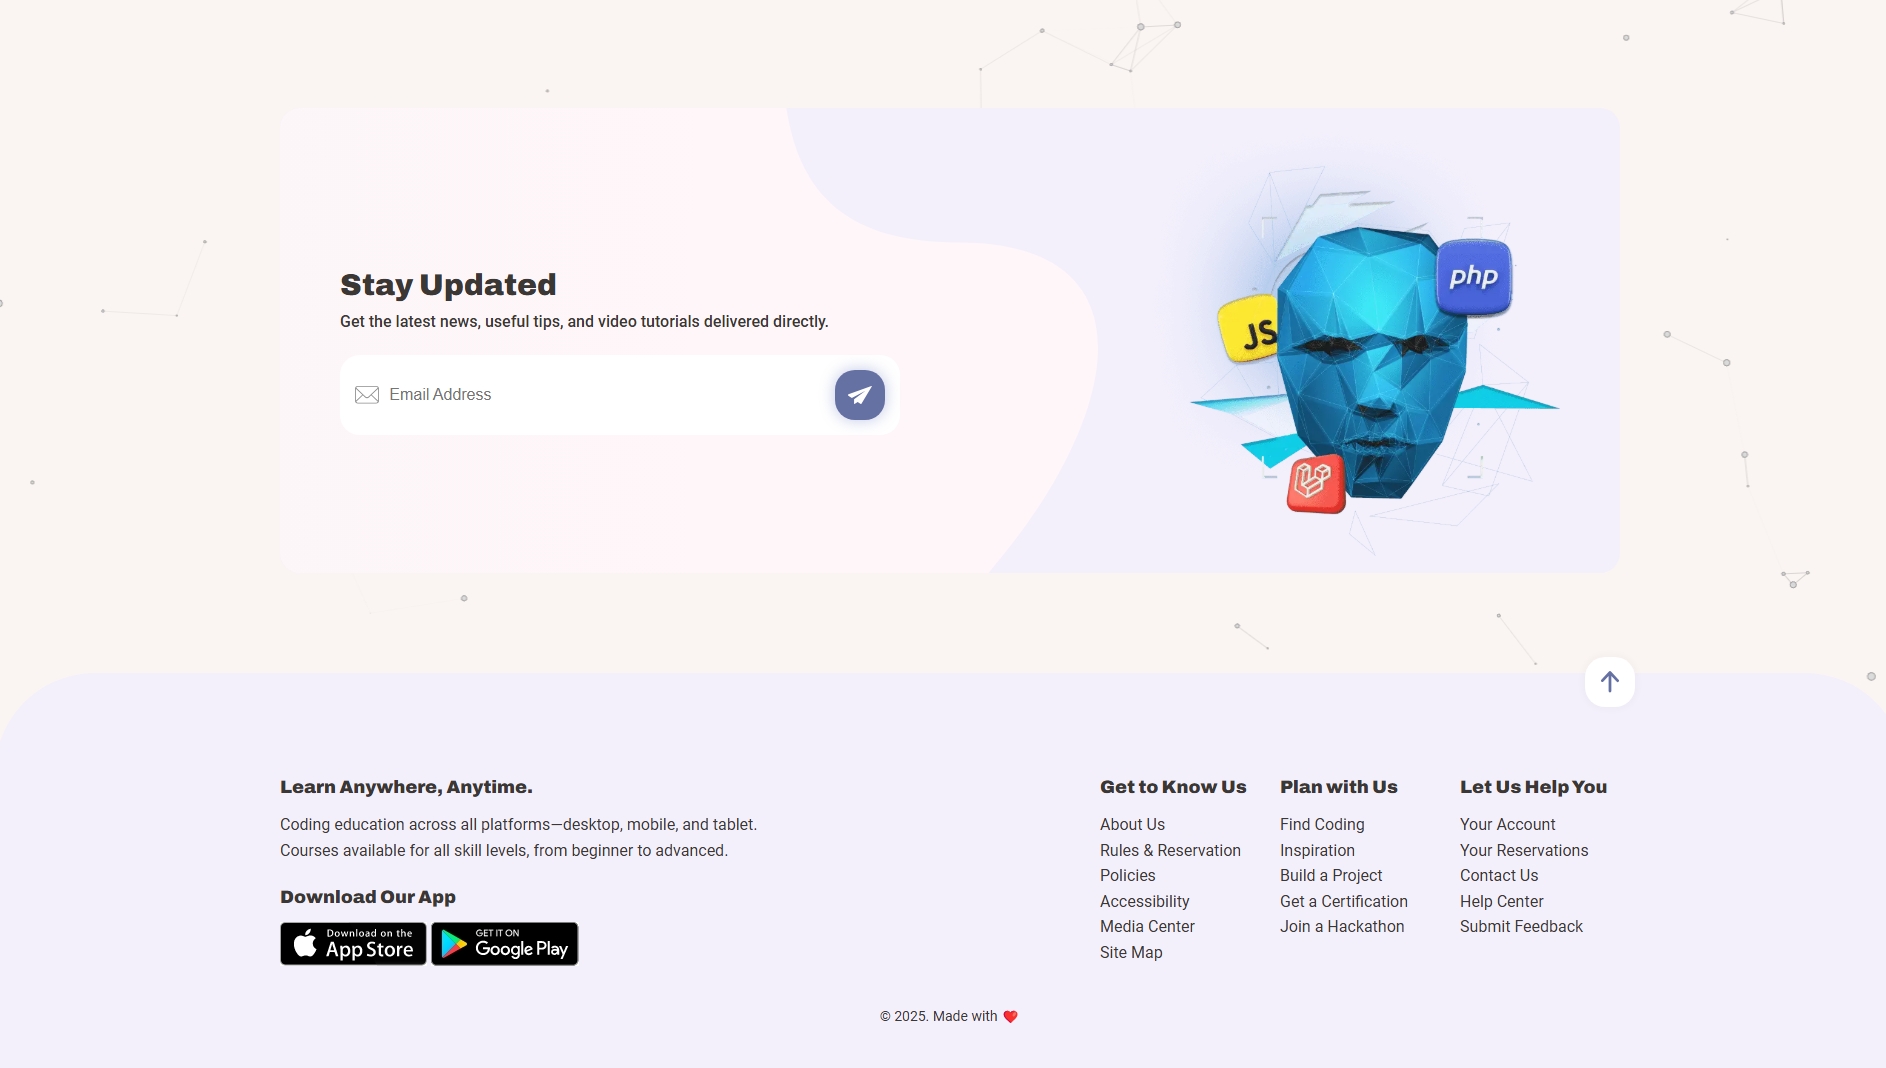 Stay Updated
Get the latest news, useful tips, and video tutorials delivered directly.
Email Address
JS
php
Learn Anywhere, Anytime.
Coding education across all platforms—desktop, mobile, and tablet.
Courses available for all skill levels, from beginner to advanced.
Download Our App
Download on the
App Store
GET IT ON
Google Play
Get to Know Us
About Us
Rules & Reservation
Policies
Accessibility
Media Center
Site Map
Plan with Us
Find Coding
Inspiration
Build a Project
Get a Certification
Join a Hackathon
Let Us Help You
Your Account
Your Reservations
Contact Us
Help Center
Submit Feedback
© 2025. Made with ❤️